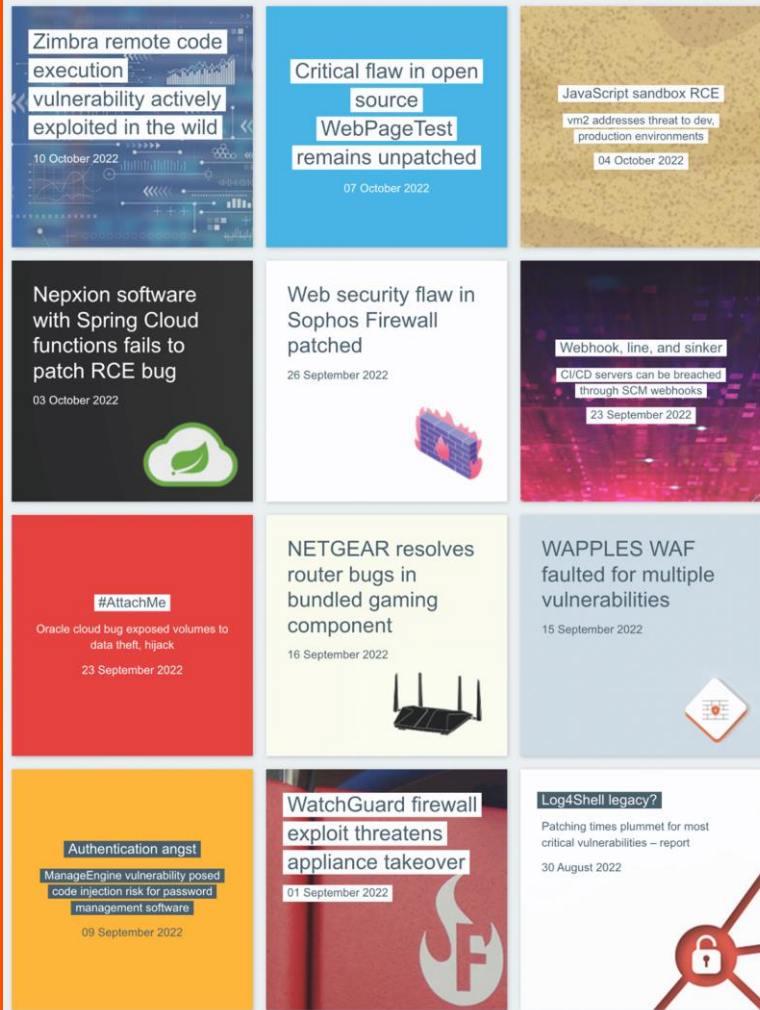 Zimbra remote code
execution
vulnerability actively
exploited in the wild
10 October 2022
Critical flaw in open
source
WebPageTest
remains unpatched
07 October 2022
JavaScript sandbox RCE
vm2 addresses threat to dev,
production environments
04 October 2022
Nepxion software
with Spring Cloud
functions fails to
patch RCE bug
03 October 2022
Web security flaw in
Sophos Firewall
patched
26 September 2022
Webhook, line, and sinker
CI/CD servers can be breached
through SCM webhooks
23 September 2022
#AttachMe
Oracle cloud bug exposed volumes to
data theft, hijack
23 September 2022
NETGEAR resolves
router bugs in
bundled gaming
component
16 September 2022
WAPPLES WAF
faulted for multiple
vulnerabilities
15 September 2022
Authentication angst
ManageEngine vulnerability posed
code injection risk for password
management software
09 September 2022
WatchGuard firewall
exploit threatens
appliance takeover
01 September 2022
F
Log4Shell legacy?
Patching times plummet for most
critical vulnerabilities – report
30 August 2022